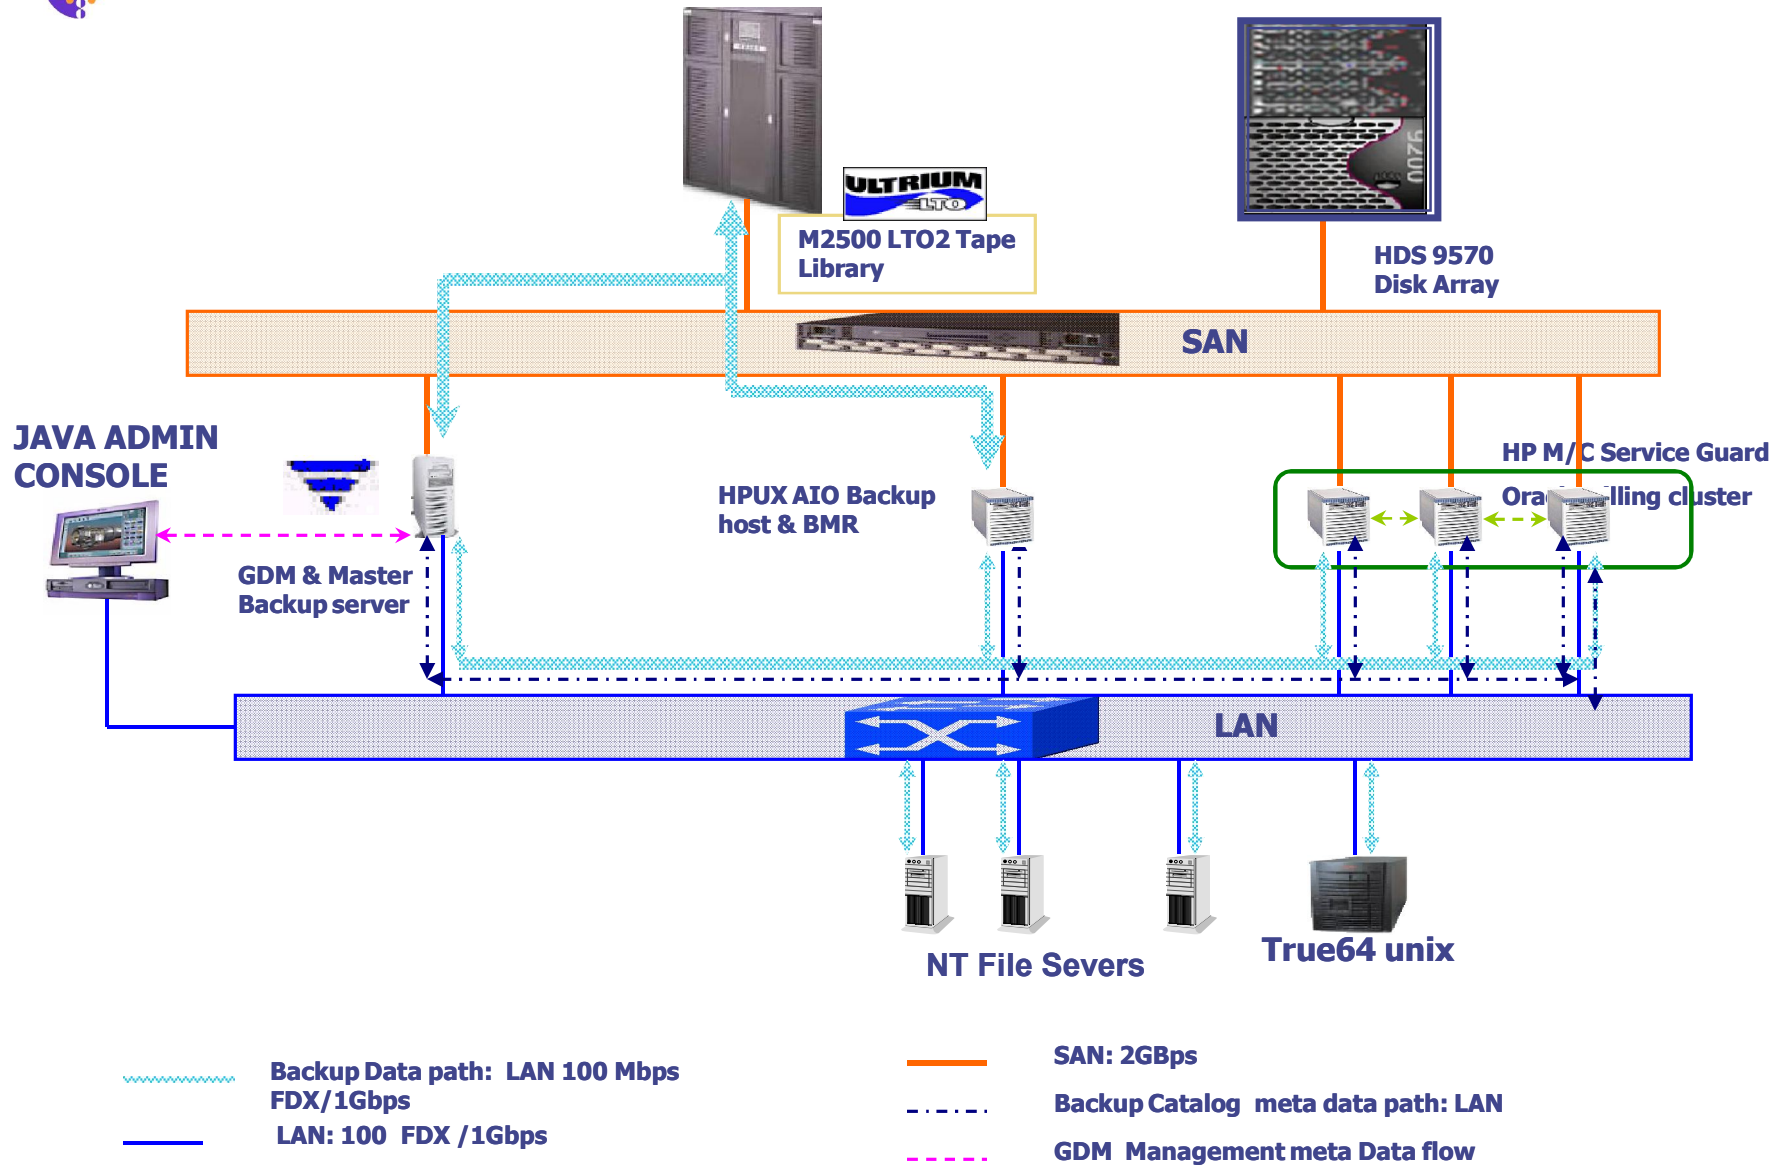 ULTRIUM
LTO
M2500 LTO2 Tape
Library
9200
HDS 9570
Disk Array
SAN
JAVA ADMIN
CONSOLE
HP M/C Service Guard
HPUX AIO Backup
host & BMR
cluster
GDM & Master
Backup server
LAN
NT File Severs
True64 unix
Backup Data path: LAN 100 Mbps
FDX/1Gbps
LAN: 100 FDX /1Gbps
SAN: 2GBps
Backup Catalog meta data path: LAN
GDM Management meta Data flow